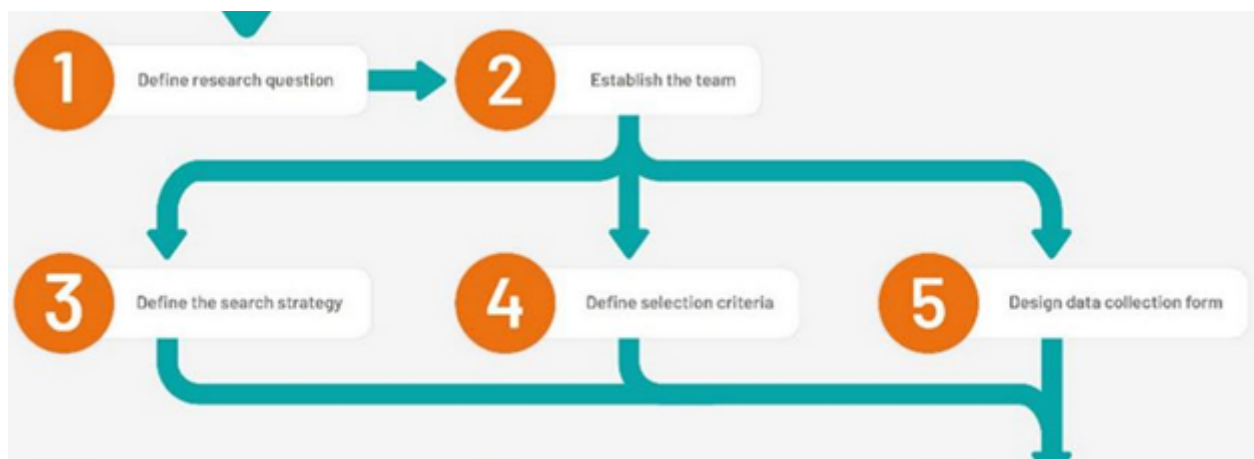 1 Define research question
2 Establish the team
3 Define the search strategy
4 Define selection criteria
5 Design data collection form